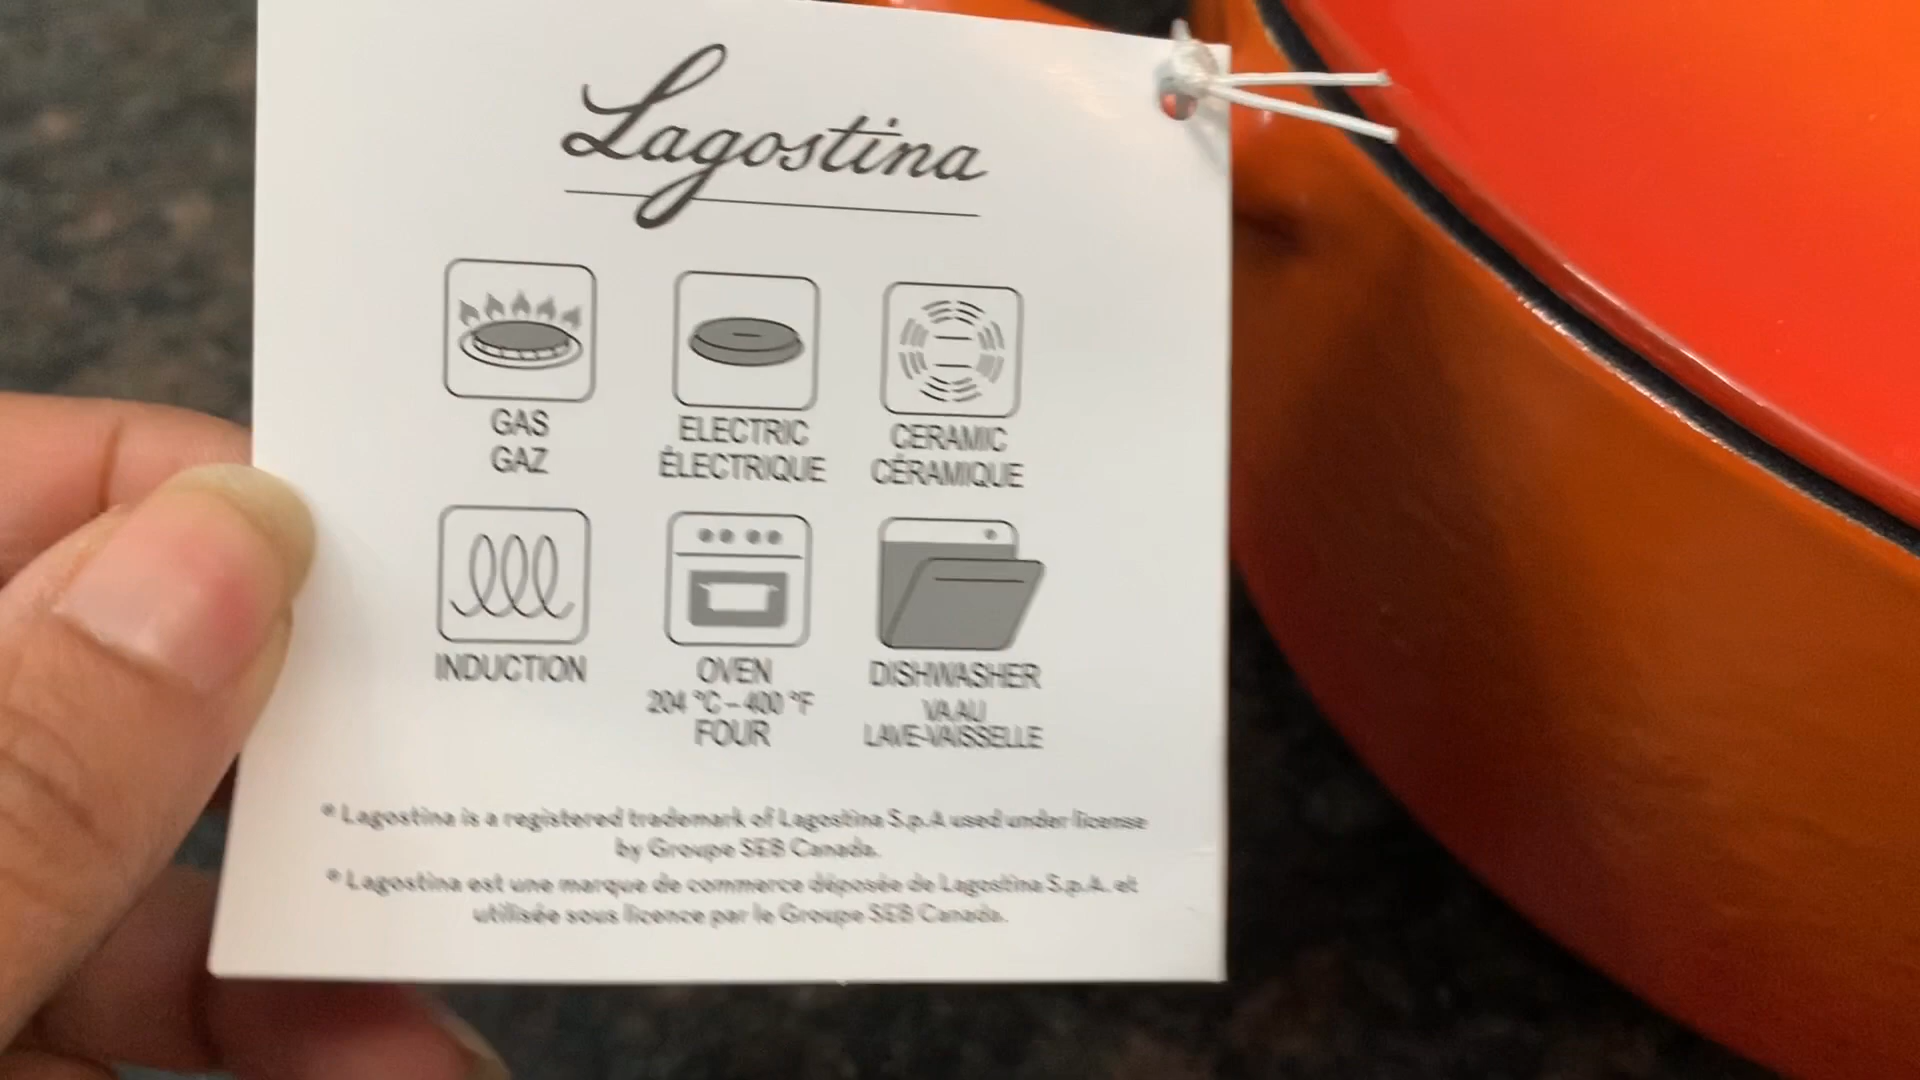 Lagostina
GAS
GAZ
ELECTRIC
ÉLECTRIQUE
CERAMIC
CÉRAMIQUE
INDUCTION
OVEN
204 °C – 400 °F
FOUR
DISHWASHER
VA AU
LAVE-VAISSELLE
® Lagostina is a registered trademark of Lagostina S.p.A used under license
by Groupe SEB Canada.
® Lagostina est une marque de commerce déposée de Lagostina S.p.A. et
utilisée sous licence par le Groupe SEB Canada.